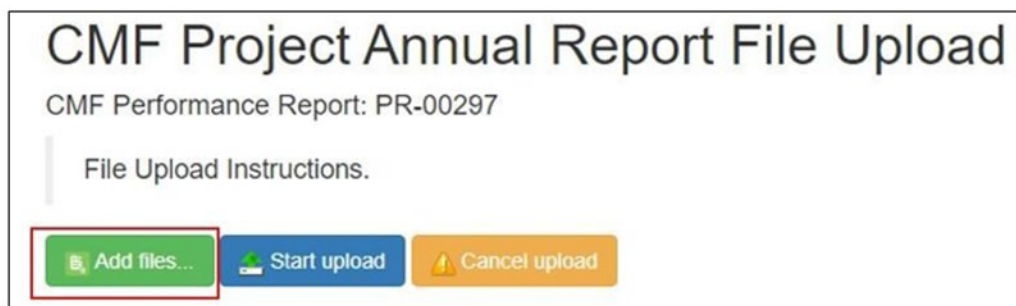 CMF Project Annual Report File Upload
CMF Performance Report: PR-00297
File Upload Instructions.
Add files... Start upload Cancel upload